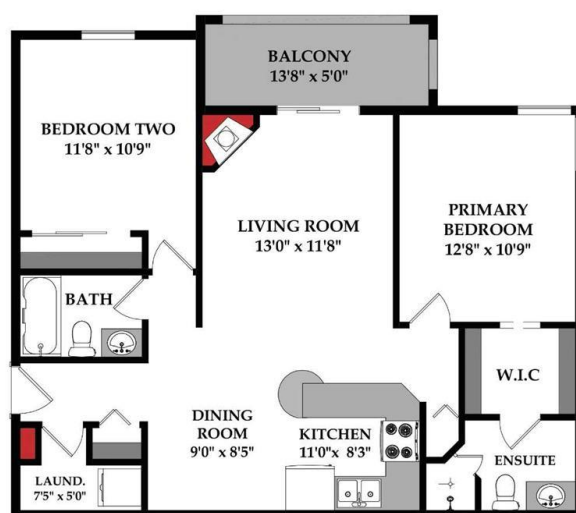 BALCONY
13'8" x 5'0"
BEDROOM TWO
11'8" x 10'9"
LIVING ROOM
13'0" x 11'8"
PRIMARY
BEDROOM
12'8" x 10'9"
BATH
W.I.C
DINING
ROOM
9'0" x 8'5"
KITCHEN
11'0"x 8'3"
ENSUITE
LAUND.
7'5" x 5'0"